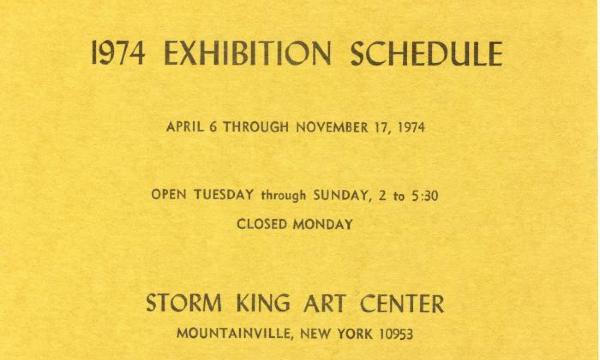 1974 EXHIBITION SCHEDULE
APRIL 6 THROUGH NOVEMBER 17, 1974
OPEN TUESDAY through SUNDAY, 2 to 5:30
CLOSED MONDAY
STORM KING ART CENTER
MOUNTAINVILLE, NEW YORK 10953